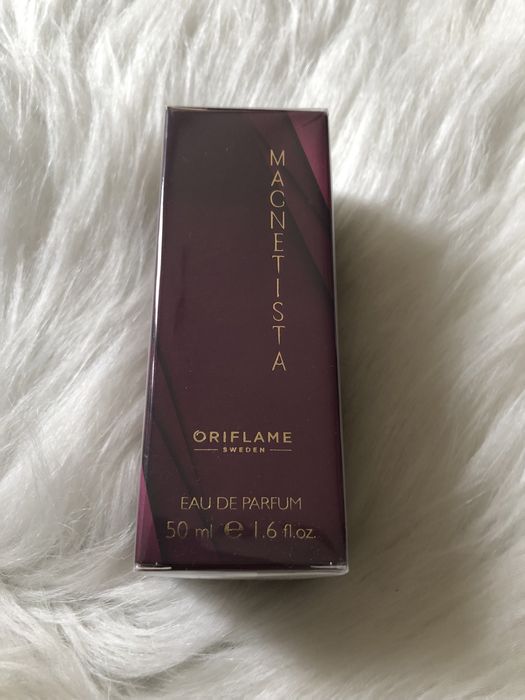 MAGNETISTA
ORIFLAME
SWEDEN
EAU DE PARFUM
50 ml ℮ 1.6 fl.oz.